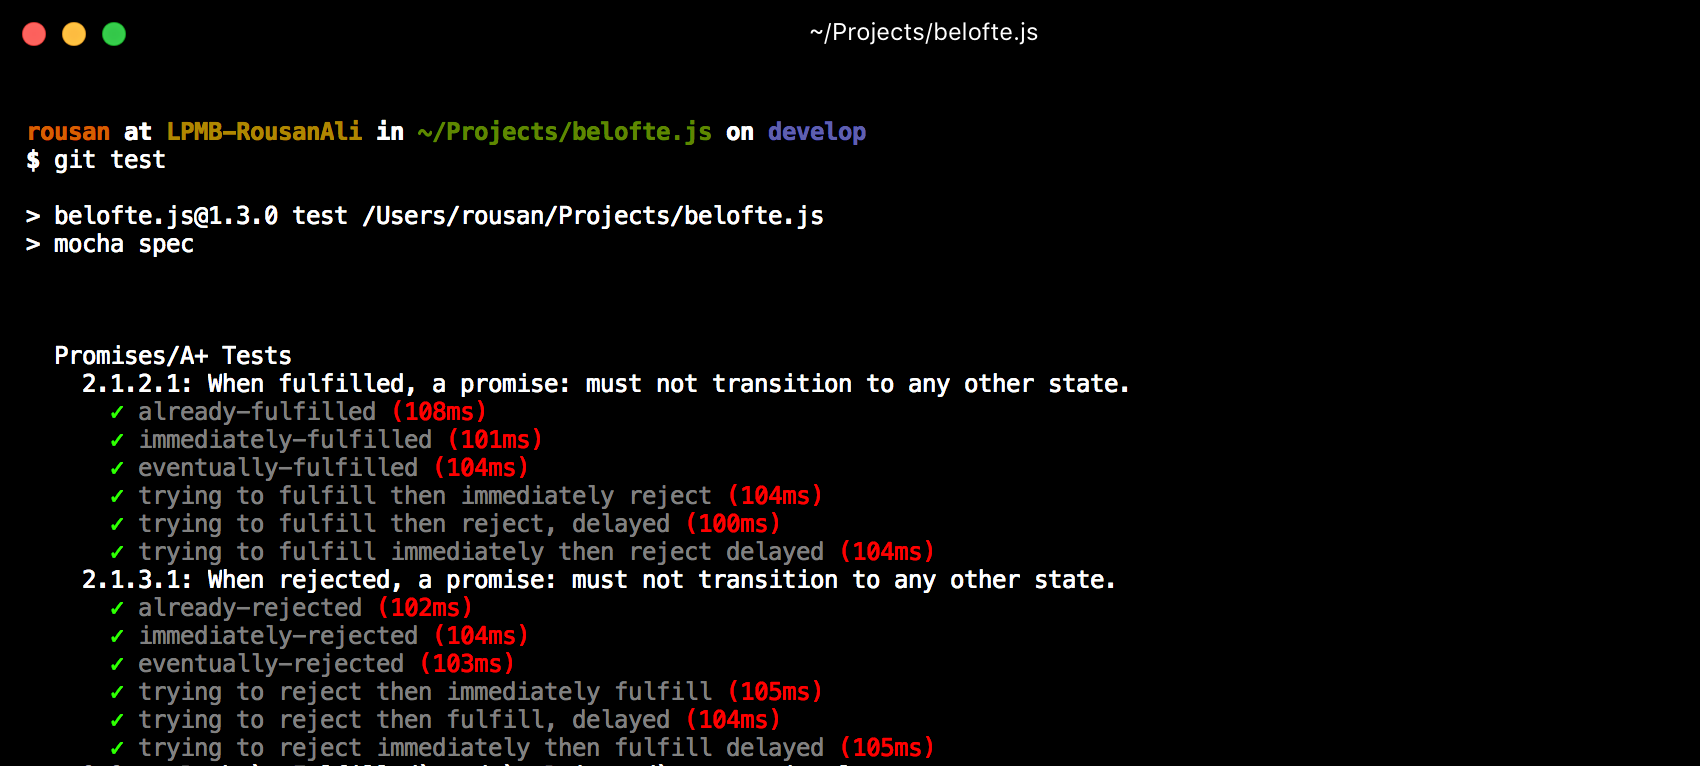 ~/Projects/belofte.js
rousan at LPMB-RousanAli in ~/Projects/belofte.js on develop
$ git test
> belofte.js@1.3.0 test /Users/rousan/Projects/belofte.js
> mocha spec
Promises/A+ Tests
2.1.2.1: When fulfilled, a promise: must not transition to any other state.
✓ already-fulfilled (108ms)
✓ immediately-fulfilled (101ms)
✓ eventually-fulfilled (104ms)
✓ trying to fulfill then immediately reject (104ms)
✓ trying to fulfill then reject, delayed (100ms)
✓ trying to fulfill immediately then reject delayed (104ms)
2.1.3.1: When rejected, a promise: must not transition to any other state.
✓ already-rejected (102ms)
✓ immediately-rejected (104ms)
✓ eventually-rejected (103ms)
✓ trying to reject then immediately fulfill (105ms)
✓ trying to reject then fulfill, delayed (104ms)
✓ trying to reject immediately then fulfill delayed (105ms)